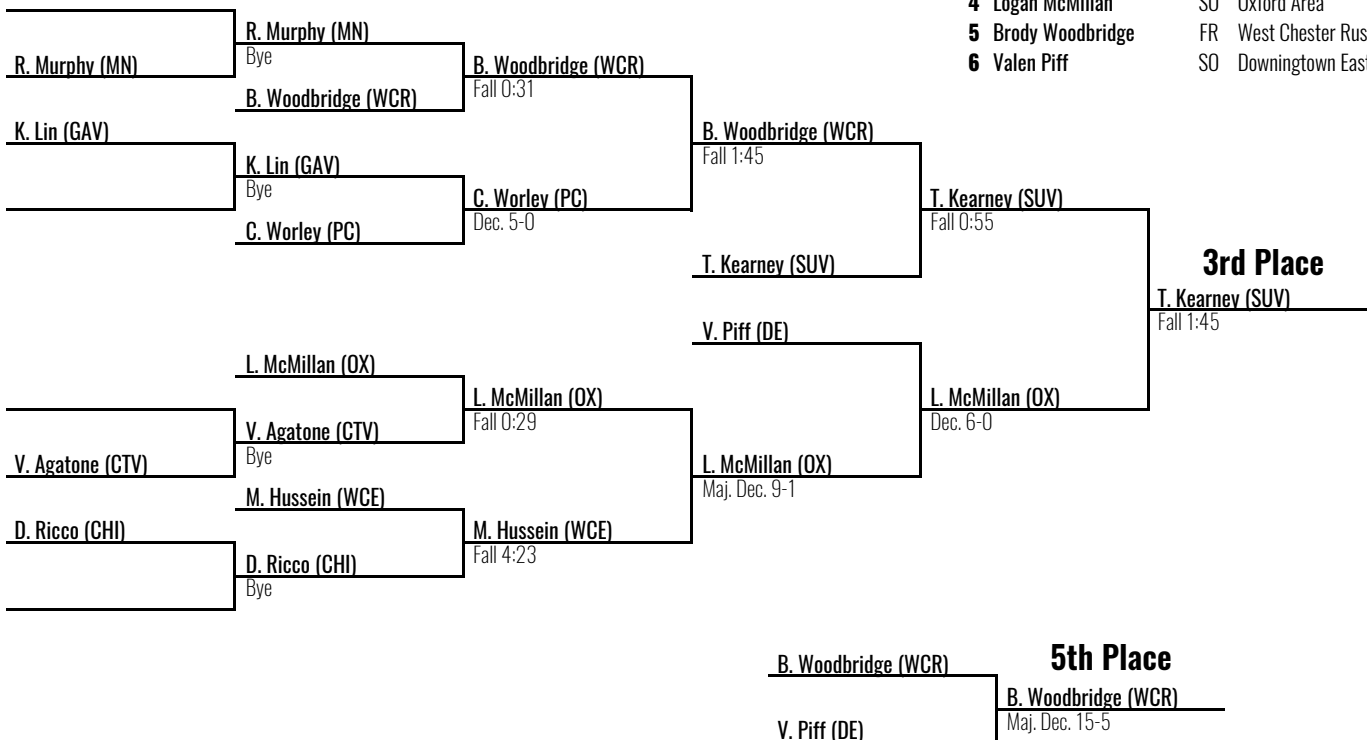 4 Logan McMillan SO Oxford Area
5 Brody Woodbridge FR West Chester Rus
6 Valen Piff SO Downingtown East
R. Murphy (MN)
K. Lin (GAV)
V. Agatone (CTV)
D. Ricco (CHI)
R. Murphy (MN)
Bye
B. Woodbridge (WCR)
K. Lin (GAV)
Bye
C. Worley (PC)
L. McMillan (OX)
V. Agatone (CTV)
Bye
M. Hussein (WCE)
D. Ricco (CHI)
Bye
B. Woodbridge (WCR)
Fall 0:31
C. Worley (PC)
Dec. 5-0
L. McMillan (OX)
Fall 0:29
M. Hussein (WCE)
Fall 4:23
B. Woodbridge (WCR)
Fall 1:45
T. Kearney (SUV)
V. Piff (DE)
L. McMillan (OX)
Maj. Dec. 9-1
T. Kearney (SUV)
Fall 0:55
L. McMillan (OX)
Dec. 6-0
3rd Place
T. Kearney (SUV)
Fall 1:45
5th Place
B. Woodbridge (WCR)
V. Piff (DE)
B. Woodbridge (WCR)
Maj. Dec. 15-5